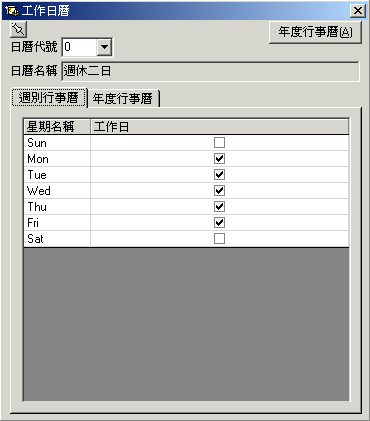 工作日曆
年度行事曆(A)
日曆代號 0
日曆名稱 週休二日
週別行事曆 年度行事曆
星期名稱 工作日
Sun
Mon
Tue
Wed
Thu
Fri
Sat